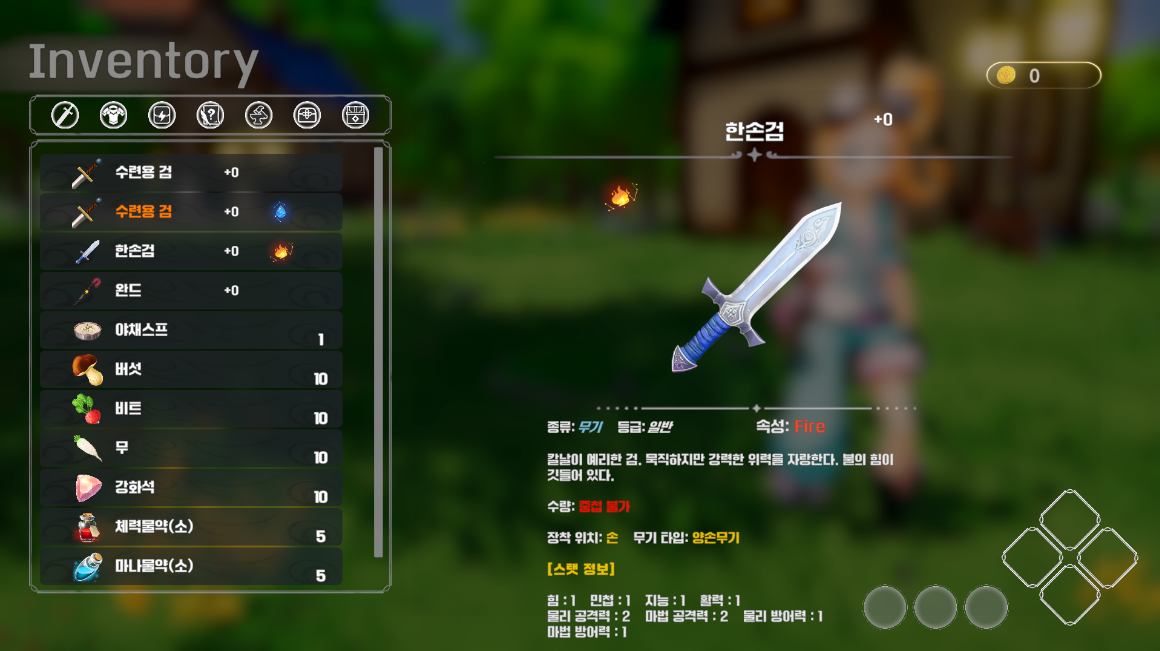 Inventory
0
수련용 검 +0
수련용 검 +0
한손검 +0
완드 +0
야채스프 1
버섯 10
비트 10
무 10
강화석 10
체력물약(소) 5
마나물약(소) 5
한손검 +0
종류: 무기 등급: 일반 속성: Fire
칼날이 예리한 검. 묵직하지만 강력한 위력을 자랑한다. 불의 힘이
깃들어 있다.
수량: 중첩 불가
장착 위치: 손 무기 타입: 양손무기
[스탯 정보]
힘 : 1 민첩 : 1 지능 : 1 활력 : 1
물리 공격력 : 2 마법 공격력 : 2 물리 방어력 : 1
마법 방어력 : 1